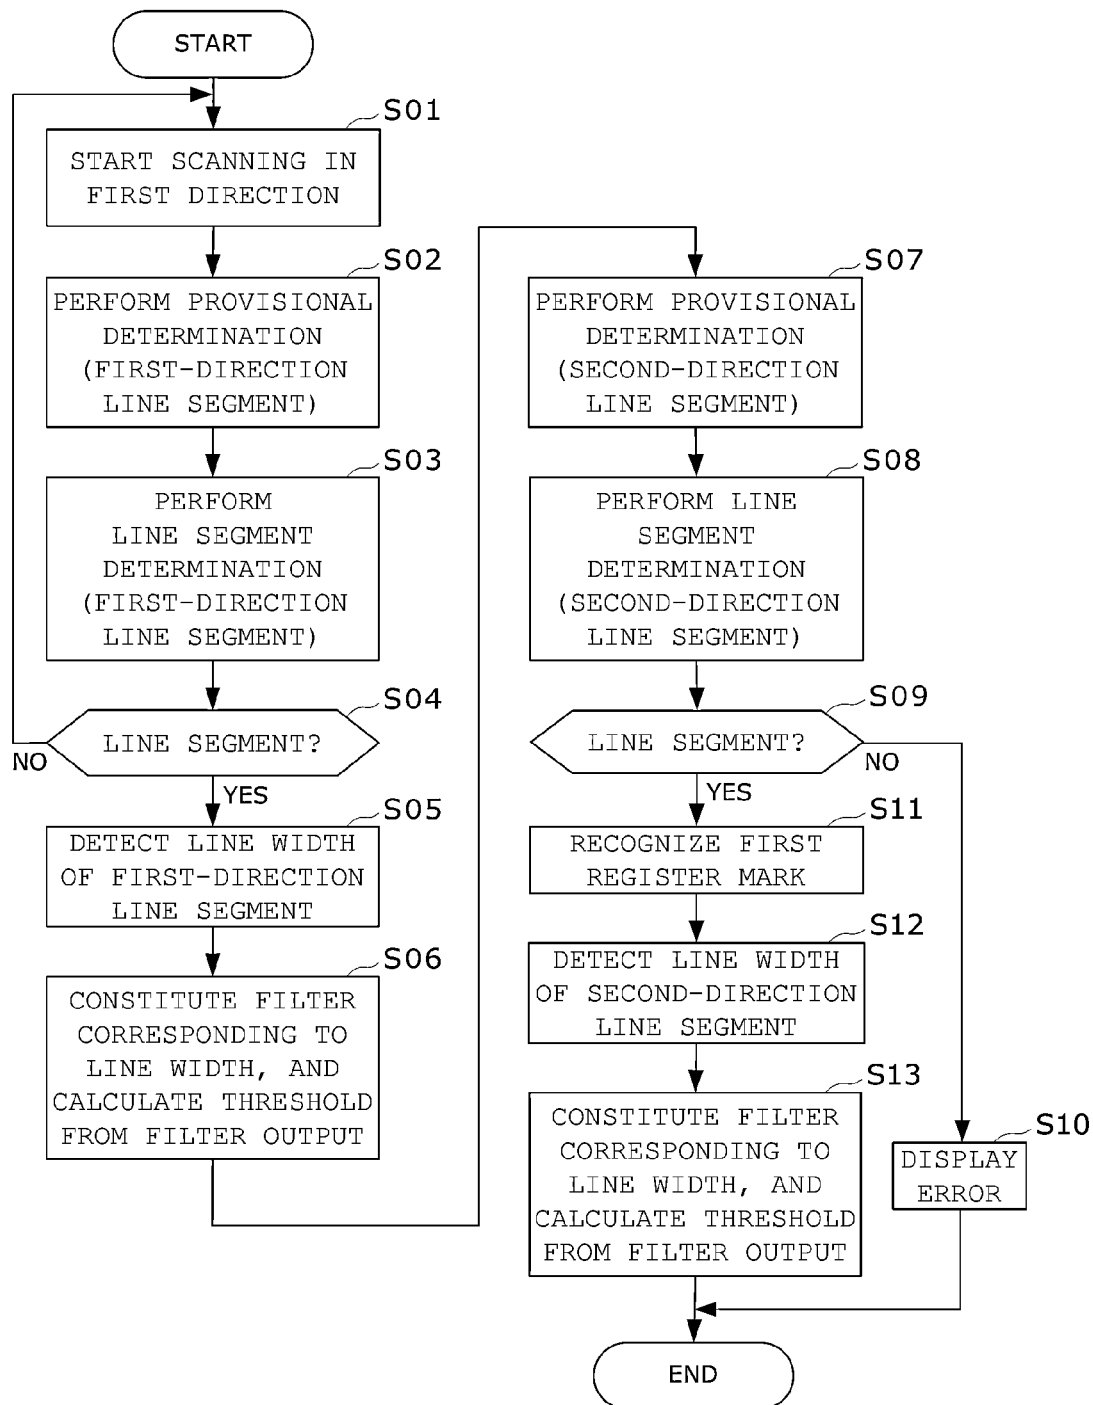 START
S01
START SCANNING IN
FIRST DIRECTION
S02
PERFORM PROVISIONAL
DETERMINATION
(FIRST-DIRECTION
LINE SEGMENT)
S03
PERFORM
LINE SEGMENT
DETERMINATION
(FIRST-DIRECTION
LINE SEGMENT)
S04
LINE SEGMENT?
NO
YES
S05
DETECT LINE WIDTH
OF FIRST-DIRECTION
LINE SEGMENT
S06
CONSTITUTE FILTER
CORRESPONDING TO
LINE WIDTH, AND
CALCULATE THRESHOLD
FROM FILTER OUTPUT
S07
PERFORM PROVISIONAL
DETERMINATION
(SECOND-DIRECTION
LINE SEGMENT)
S08
PERFORM LINE
SEGMENT
DETERMINATION
(SECOND-DIRECTION
LINE SEGMENT)
S09
LINE SEGMENT?
NO
YES
S11
RECOGNIZE FIRST
REGISTER MARK
S12
DETECT LINE WIDTH
OF SECOND-DIRECTION
LINE SEGMENT
S13
CONSTITUTE FILTER
CORRESPONDING TO
LINE WIDTH, AND
CALCULATE THRESHOLD
FROM FILTER OUTPUT
S10
DISPLAY
ERROR
END